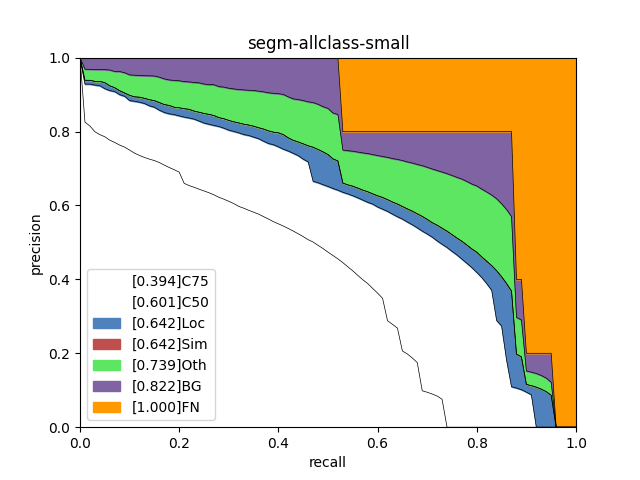 segm-allclass-small
1.0
0.8
0.6
0.4
0.2
0.0
precision
[0.394]C75
[0.601]C50
[0.642]Loc
[0.642]Sim
[0.739]Oth
[0.822]BG
[1.000]FN
0.0 0.2 0.4 0.6 0.8 1.0
recall